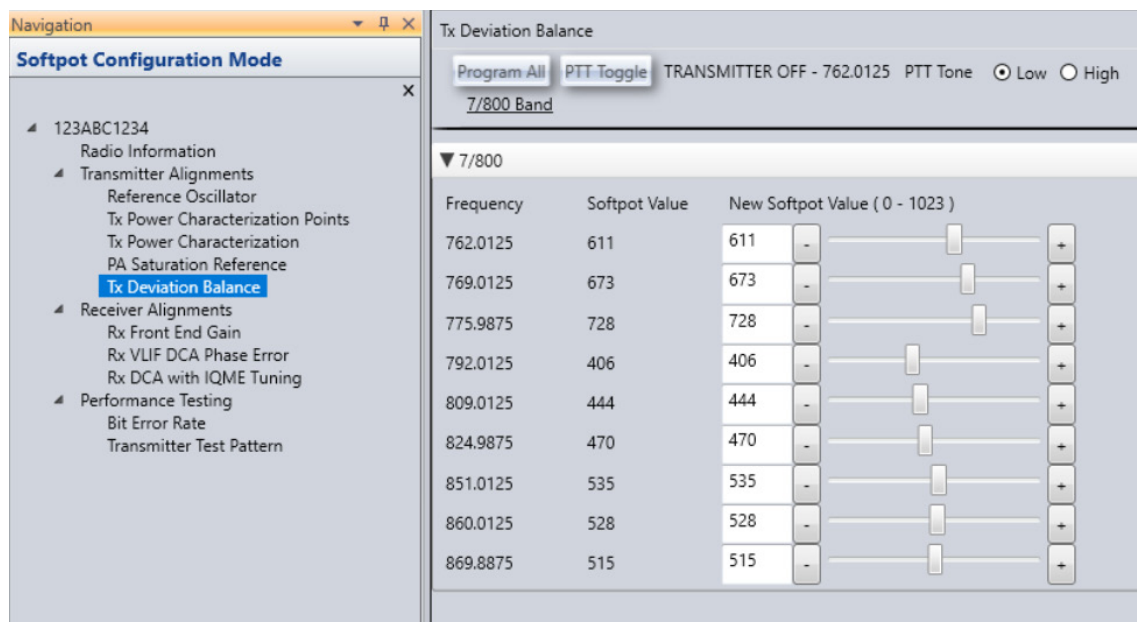 Navigation
Softpot Configuration Mode
123ABC1234
Radio Information
Transmitter Alignments
Reference Oscillator
Tx Power Characterization Points
Tx Power Characterization
PA Saturation Reference
Tx Deviation Balance
Receiver Alignments
Rx Front End Gain
Rx VLIF DCA Phase Error
Rx DCA with IQME Tuning
Performance Testing
Bit Error Rate
Transmitter Test Pattern
Tx Deviation Balance
Program All PTT Toggle TRANSMITTER OFF - 762.0125 PTT Tone Low High
7/800 Band
7/800
Frequency Softpot Value New Softpot Value ( 0 - 1023 )
762.0125 611 611 - +
769.0125 673 673 - +
775.9875 728 728 - +
792.0125 406 406 - +
809.0125 444 444 - +
824.9875 470 470 - +
851.0125 535 535 - +
860.0125 528 528 - +
869.8875 515 515 - +